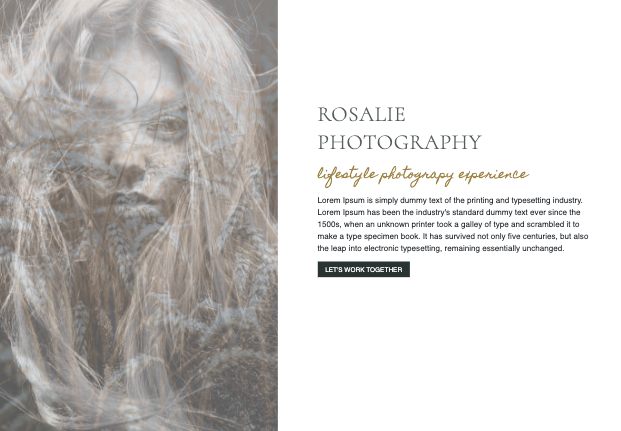 ROSALIE
PHOTOGRAPHY
lifestyle photograpy experience
Lorem Ipsum is simply dummy text of the printing and typesetting industry.
Lorem Ipsum has been the industry's standard dummy text ever since the
1500s, when an unknown printer took a galley of type and scrambled it to
make a type specimen book. It has survived not only five centuries, but also
the leap into electronic typesetting, remaining essentially unchanged.
LET'S WORK TOGETHER